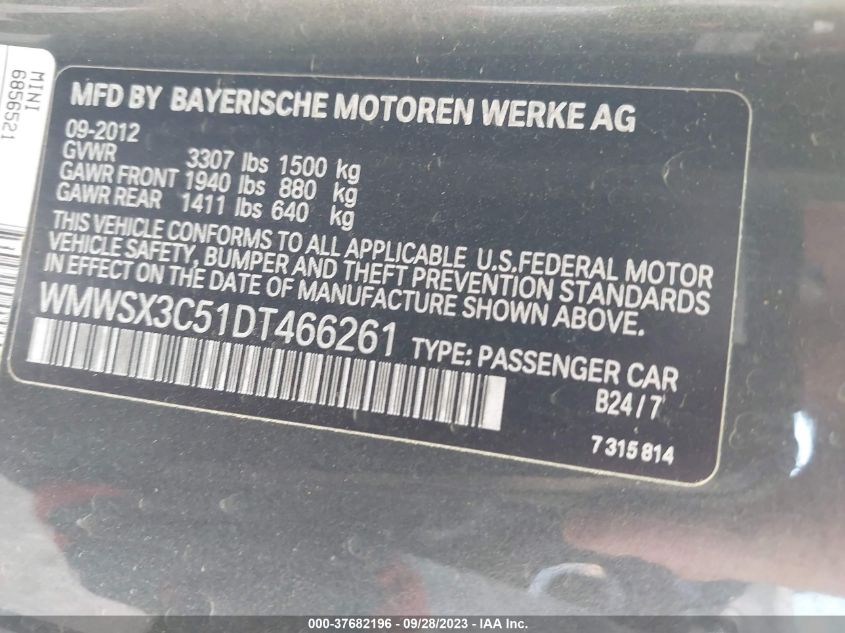 MINI
6856521
MFD BY BAYERISCHE MOTOREN WERKE AG
09-2012
GVWR 3307 lbs 1500 kg
GAWR FRONT 1940 lbs 880 kg
GAWR REAR 1411 lbs 640 kg
THIS VEHICLE CONFORMS TO ALL APPLICABLE U.S.FEDERAL MOTOR
VEHICLE SAFETY, BUMPER AND THEFT PREVENTION STANDARDS
IN EFFECT ON THE DATE OF MANUFACTURE SHOWN ABOVE.
WMWSX3C51DT466261 TYPE: PASSENGER CAR
B24/7
7315814
000-37682196 - 09/28/2023 - IAA Inc.